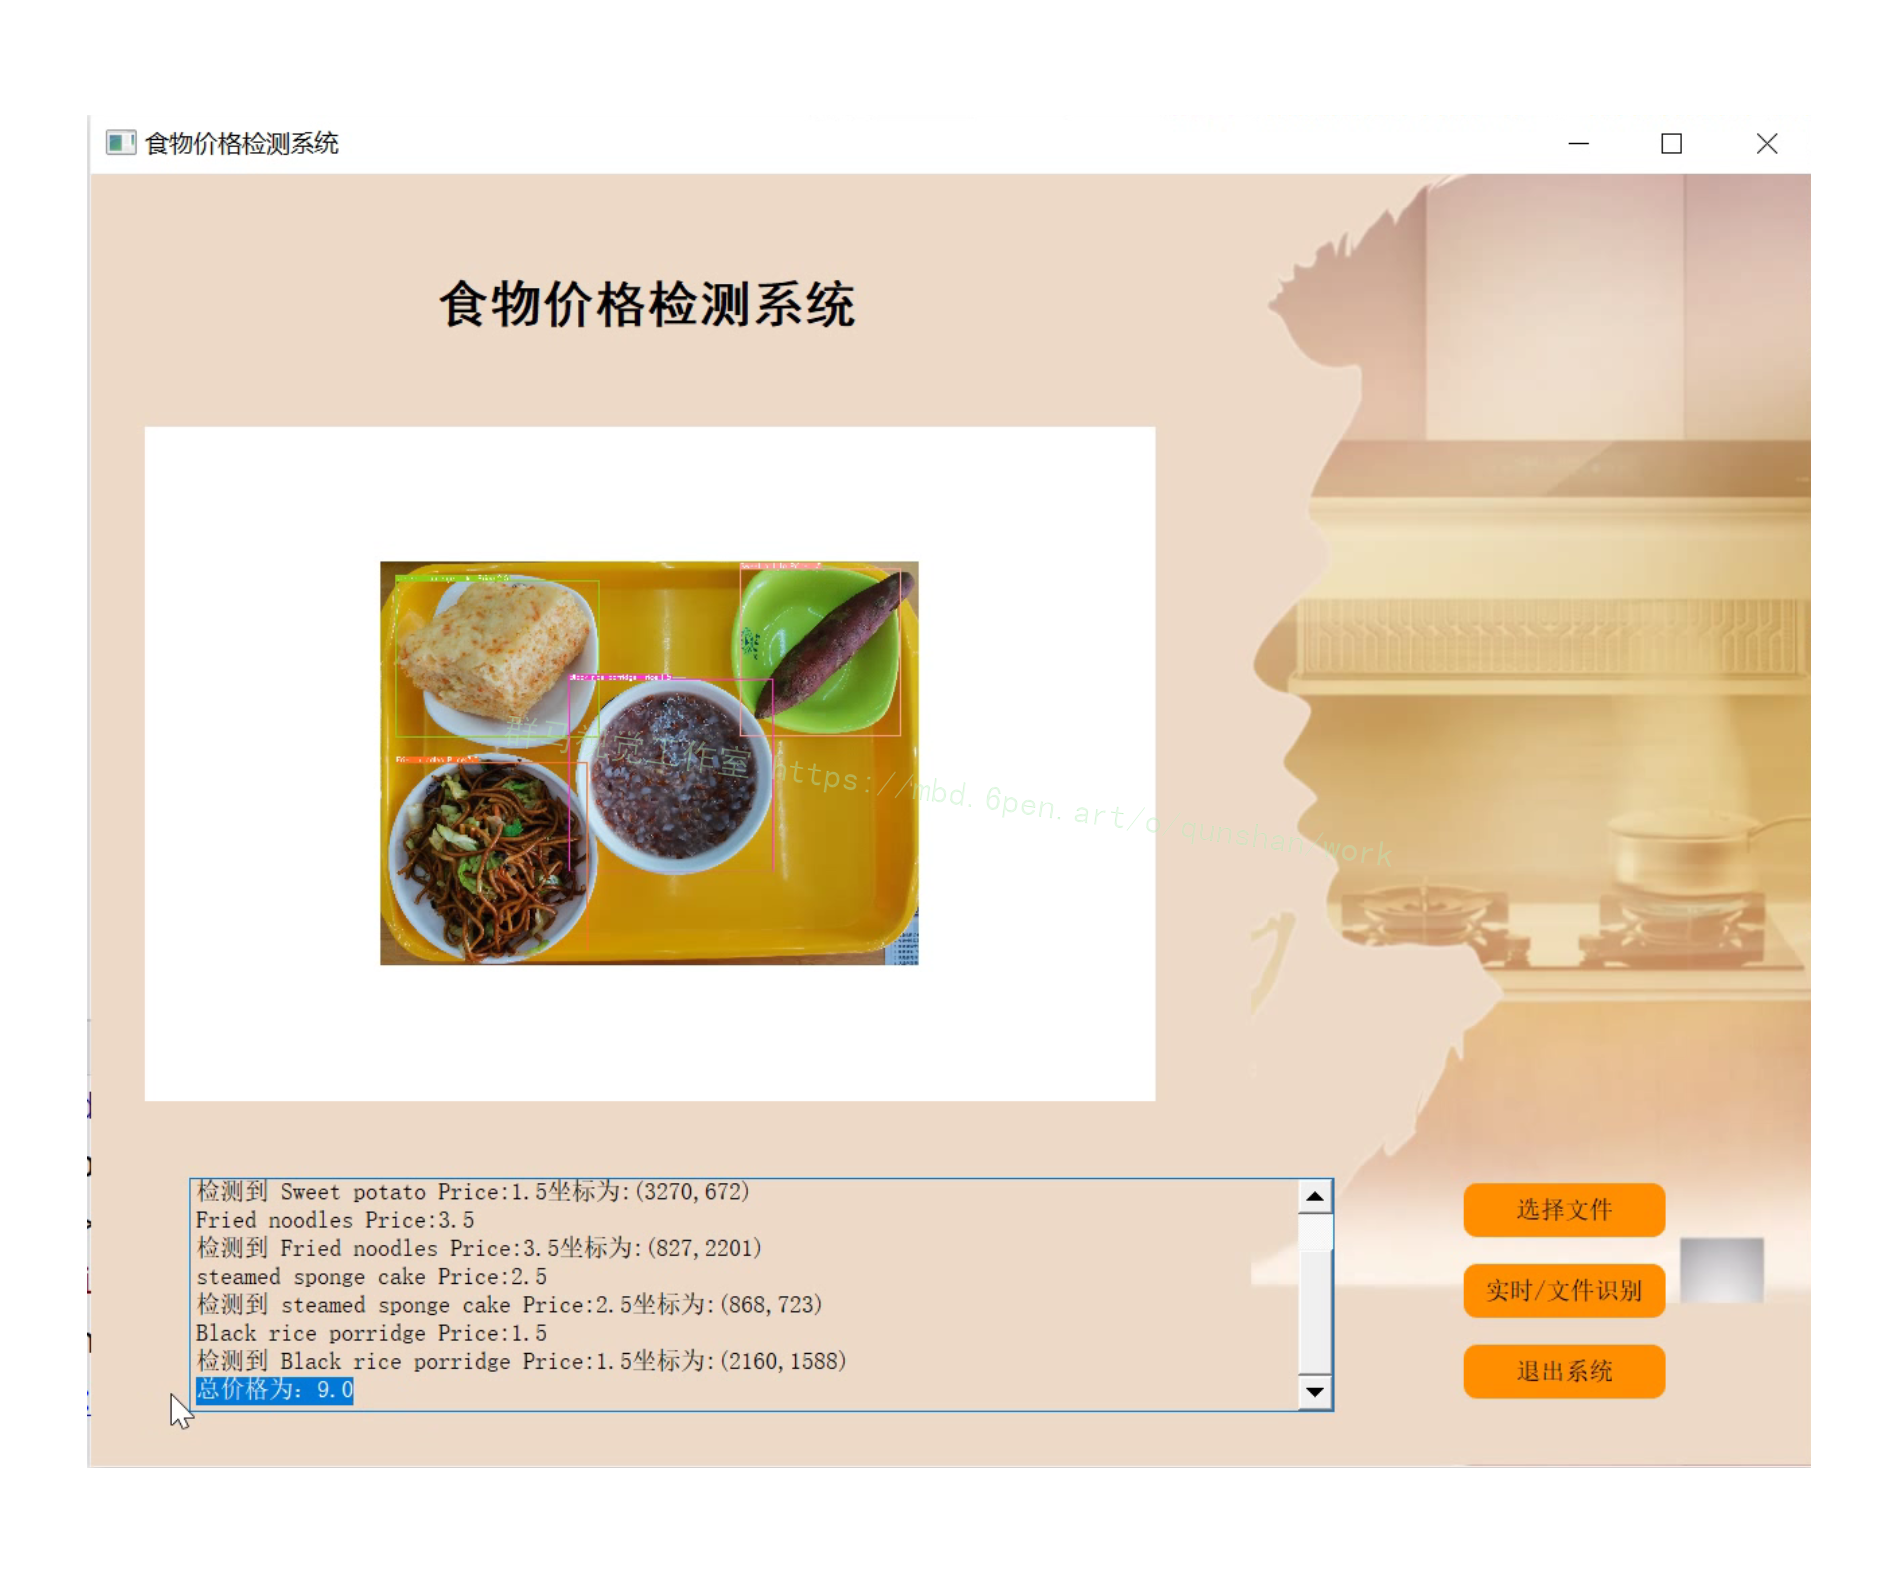 食物价格检测系统
食物价格检测系统
群马视觉工作室 https://mbd.6pen.art/o/qunshan/work
检测到 Sweet potato Price:1.5坐标为:(3270,672)
Fried noodles Price:3.5
检测到 Fried noodles Price:3.5坐标为:(827,2201)
steamed sponge cake Price:2.5
检测到 steamed sponge cake Price:2.5坐标为:(868,723)
Black rice porridge Price:1.5
检测到 Black rice porridge Price:1.5坐标为:(2160,1588)
总价格为: 9.0
选择文件
实时/文件识别
退出系统